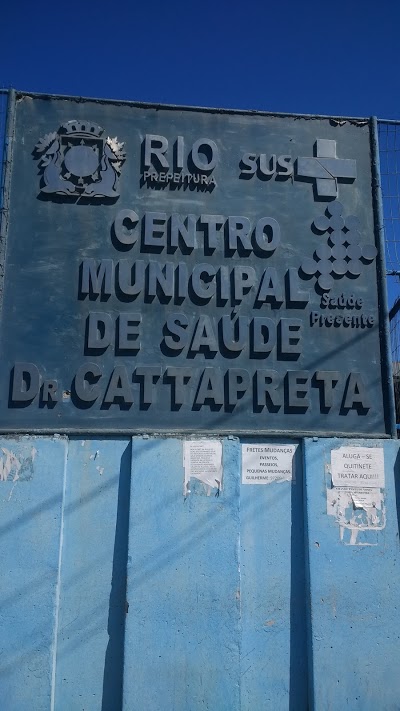 RIO
PREFEITURA
SUS
CENTRO
MUNICIPAL
DE SAÚDE
DR CATTAPRETA
Saúde
Presente
FRETES MUDANÇAS
EVENTOS,
PASSEIOS,
PEQUENAS MUDANÇAS
GUILHERME
ALUGA - SE
QUITINETE
TRATAR AQUI!!!